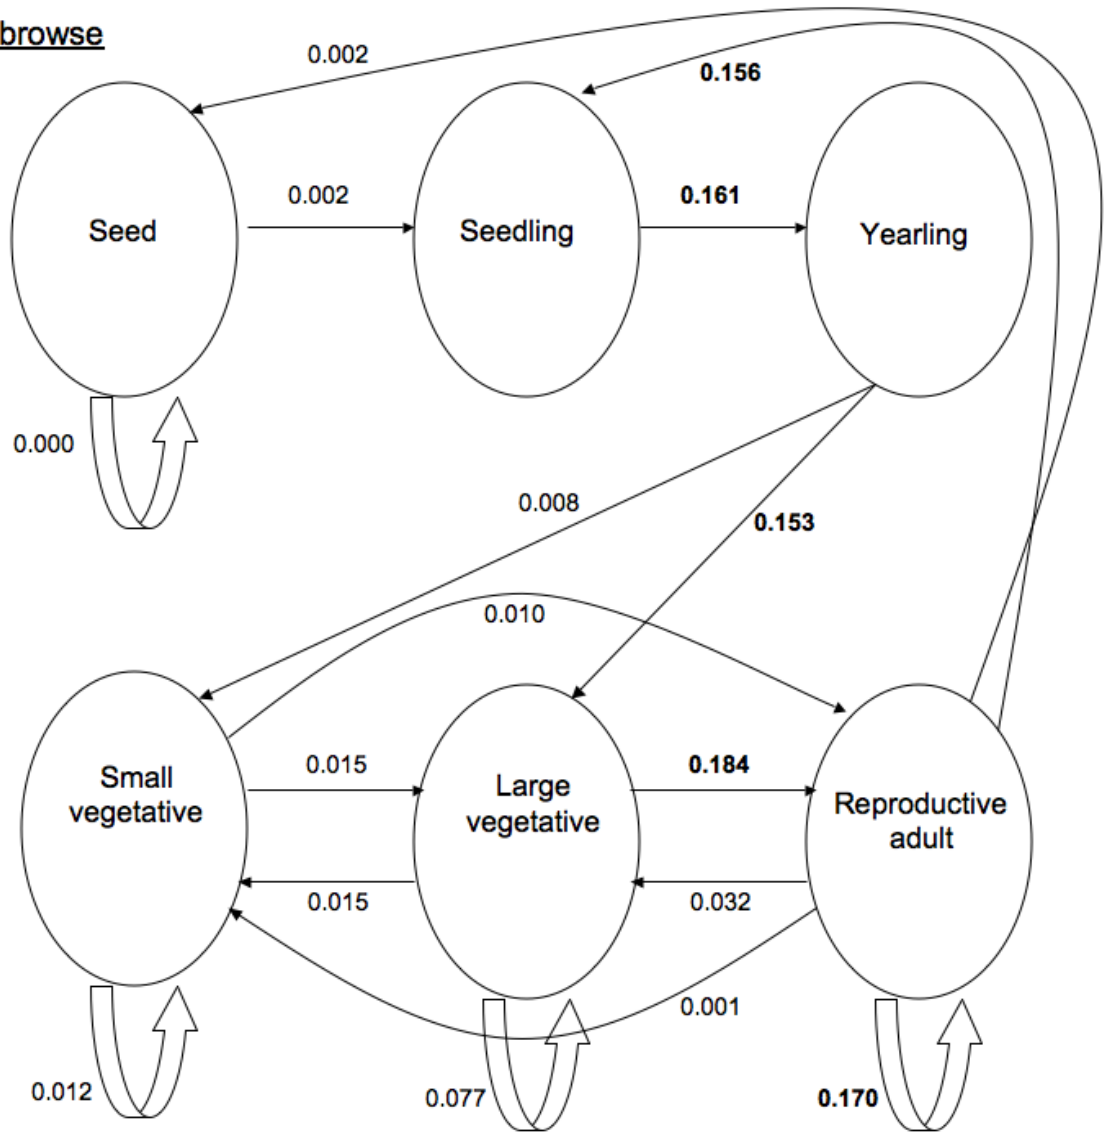 browse
0.002
0.156
0.002
0.161
Seed
Seedling
Yearling
0.000
0.008
0.153
0.010
Small
vegetative
0.015
Large
vegetative
0.184
Reproductive
adult
0.015
0.032
0.001
0.012
0.077
0.170